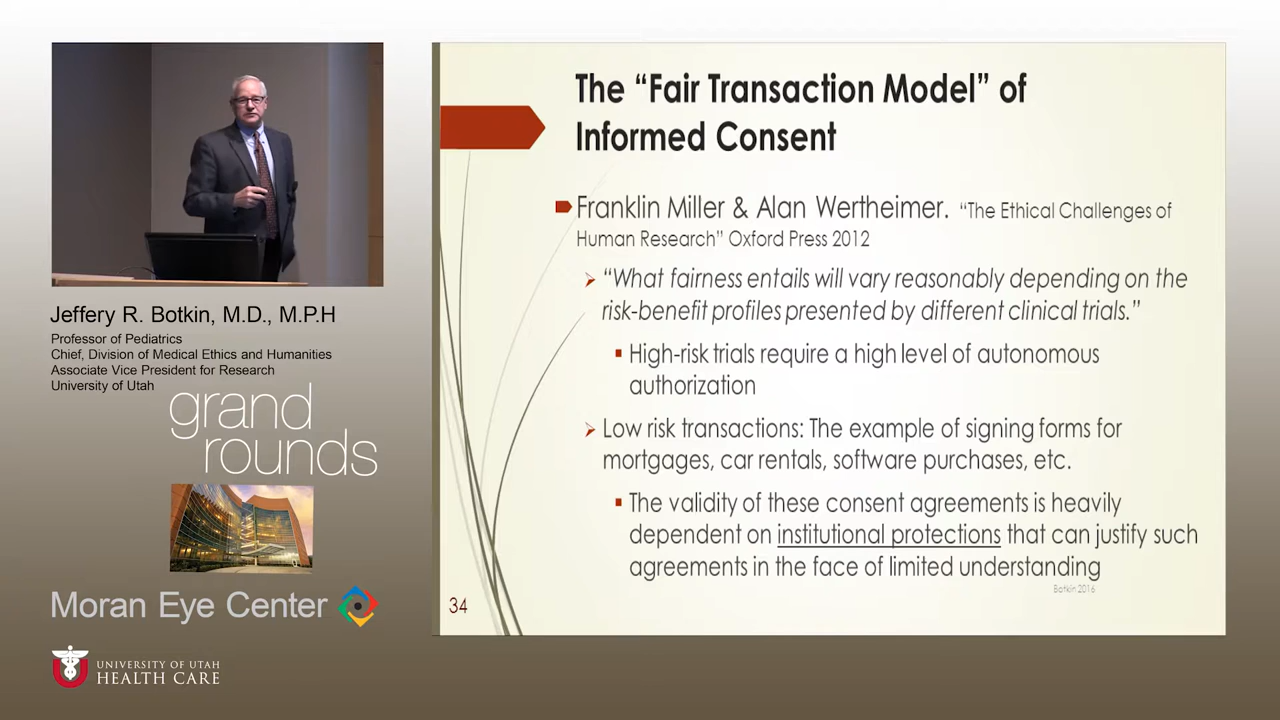 The “Fair Transaction Model” of
Informed Consent
Franklin Miller & Alan Wertheimer. “The Ethical Challenges of
Human Research” Oxford Press 2012
“What fairness entails will vary reasonably depending on the
risk-benefit profiles presented by different clinical trials.”
High-risk trials require a high level of autonomous
authorization
Low risk transactions: The example of signing forms for
mortgages, car rentals, software purchases, etc.
The validity of these consent agreements is heavily
dependent on institutional protections that can justify such
agreements in the face of limited understanding
Botkin 2016
34
Jeffery R. Botkin, M.D., M.P.H
Professor of Pediatrics
Chief, Division of Medical Ethics and Humanities
Associate Vice President for Research
University of Utah
grand
rounds
Moran Eye Center
UNIVERSITY OF UTAH
HEALTH CARE